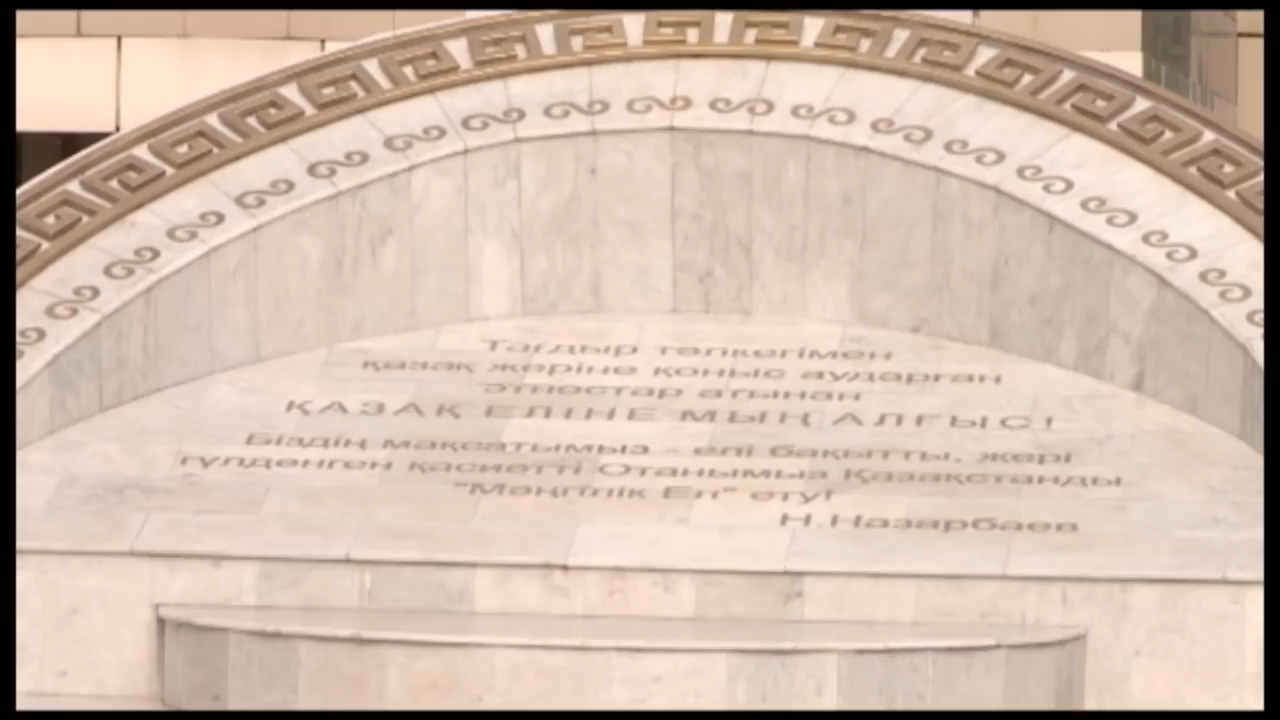 Тағдыр тәлкегімен
қазақ жеріне қоныс аударған
этностар атынан
ҚАЗАҚ ЕЛІНЕ МЫҢ АЛҒЫС!
Біздің мақсатымыз - елі бақытты, жері
гүлденген қасиетті Отанымыз Қазақстанды
"Мәңгілік Ел" ету!
Н.Назарбаев